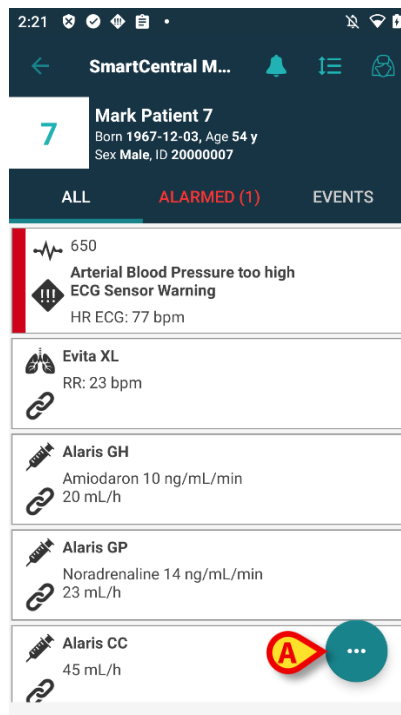 2:21
SmartCentral M...
7
Mark Patient 7
Born 1967-12-03, Age 54 y
Sex Male, ID 20000007
ALL ALARMED (1) EVENTS
650
Arterial Blood Pressure too high
!!! ECG Sensor Warning
HR ECG: 77 bpm
Evita XL
RR: 23 bpm
Alaris GH
Amiodaron 10 ng/mL/min
20 mL/h
Alaris GP
Noradrenaline 14 ng/mL/min
23 mL/h
Alaris CC
A
45 mL/h